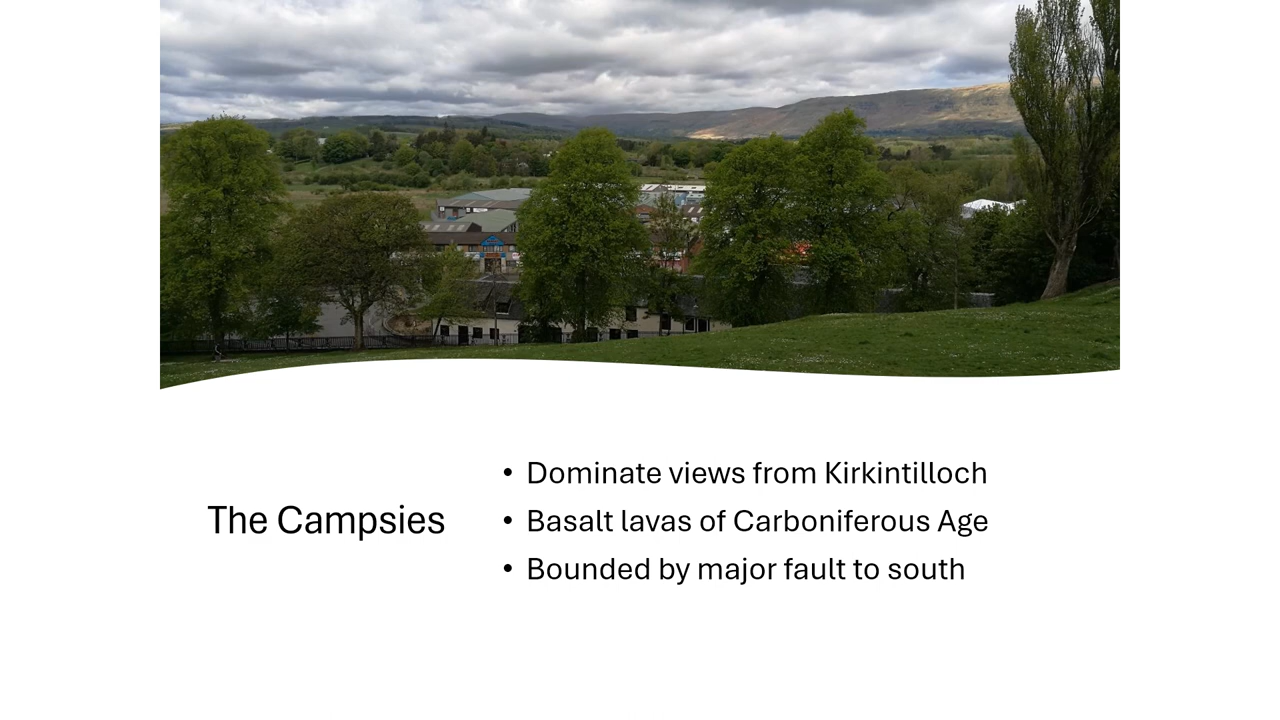 The Campsies
• Dominate views from Kirkintilloch
• Basalt lavas of Carboniferous Age
• Bounded by major fault to south